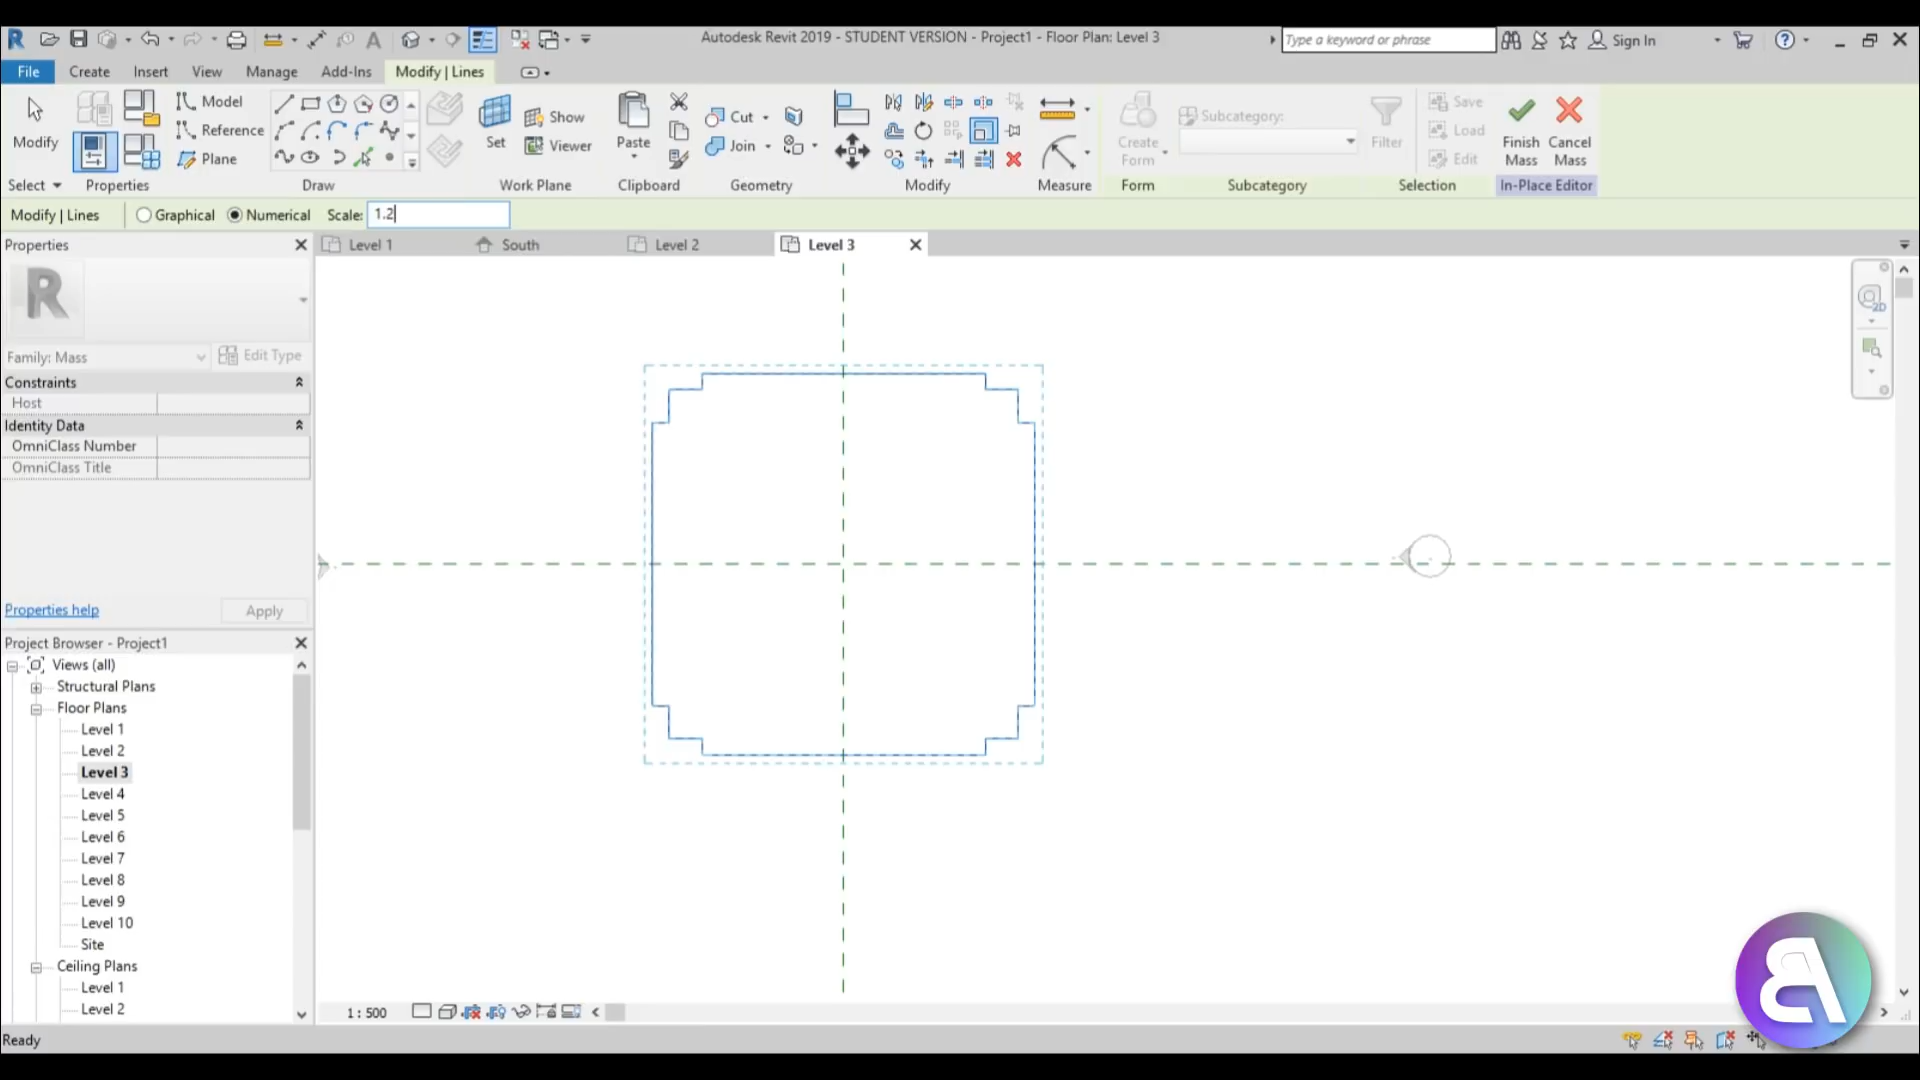 Autodesk Revit 2019 - STUDENT VERSION - Project1 - Floor Plan: Level 3
Type a keyword or phrase
Sign In
File Create Insert View Manage Add-Ins Modify | Lines
Modify
Model
Reference
Plane
Set
Show
Viewer
Paste
Cut
Join
Create Form
Subcategory:
Filter
Save
Load
Edit
Finish Mass
Cancel Mass
Select Properties Draw Work Plane Clipboard Geometry Modify Measure Form Subcategory Selection In-Place Editor
Modify | Lines Graphical Numerical Scale: 1.2
Properties
Level 1 South Level 2 Level 3
R
2D
Family: Mass Edit Type
Constraints
Host
Identity Data
OmniClass Number
OmniClass Title
Properties help Apply
Project Browser - Project1
Views (all)
Structural Plans
Floor Plans
Level 1
Level 2
Level 3
Level 4
Level 5
Level 6
Level 7
Level 8
Level 9
Level 10
Site
Ceiling Plans
Level 1
Level 2
1 : 500
Ready